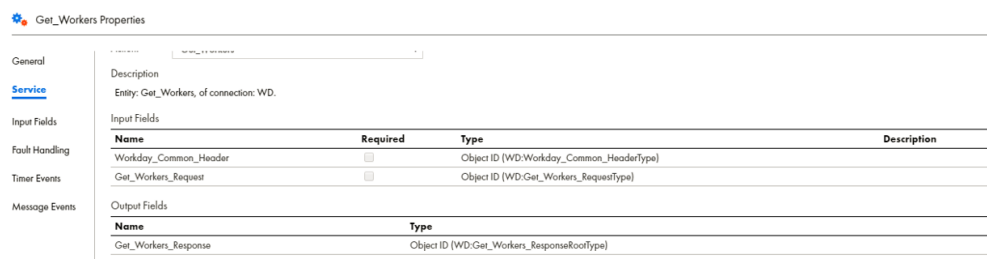 Get_Workers Properties
General
Service
Input Fields
Fault Handling
Timer Events
Message Events
Get_Workers
Description
Entity: Get_Workers, of connection: WD.
Input Fields
Name Required Type Description
Workday_Common_Header Object ID (WD:Workday_Common_HeaderType)
Get_Workers_Request Object ID (WD:Get_Workers_RequestType)
Output Fields
Name Type
Get_Workers_Response Object ID (WD:Get_Workers_ResponseRootType)